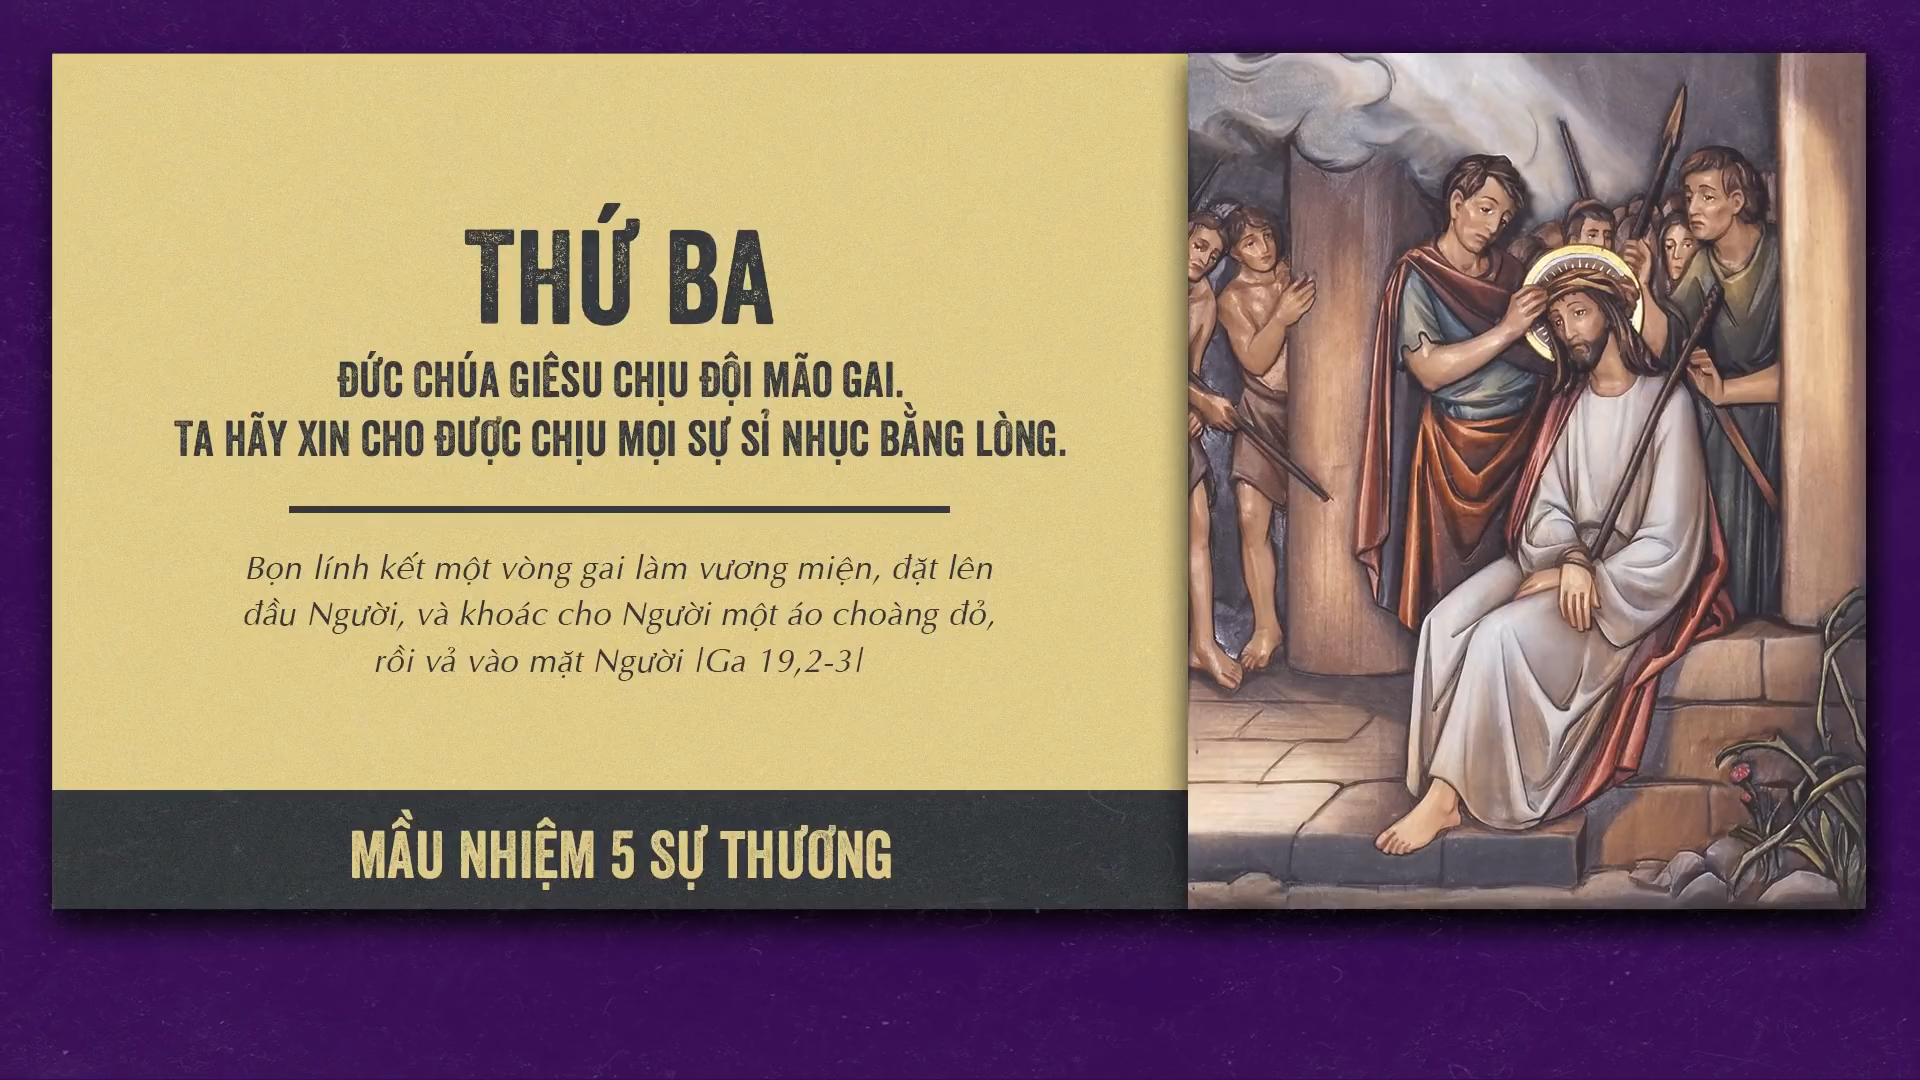 THỨ BA
ĐỨC CHÚA GIÊSU CHỊU ĐỘI MÃO GAI.
TA HÃY XIN CHO ĐƯỢC CHỊU MỌI SỰ SỈ NHỤC BẰNG LÒNG.
Bọn lính kết một vòng gai làm vương miện, đặt lên
đầu Người, và khoác cho Người một áo choàng đỏ,
rồi vả vào mặt Người |Ga 19,2-3|
MẦU NHIỆM 5 SỰ THƯƠNG